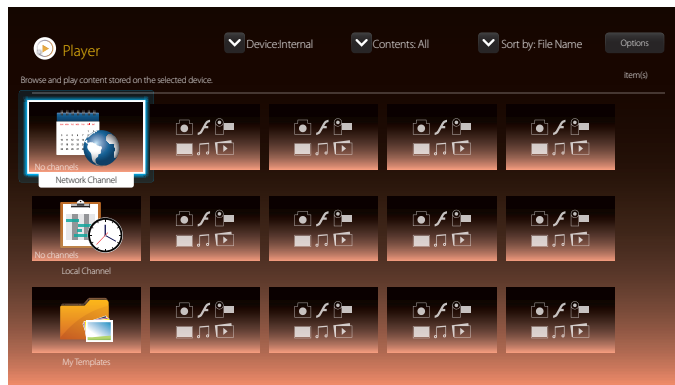 Player
Device:Internal
Contents: All
Sort by: File Name
Options
Browse and play content stored on the selected device.
item(s)
No channels
Network Channel
No channels
Local Channel
My Templates